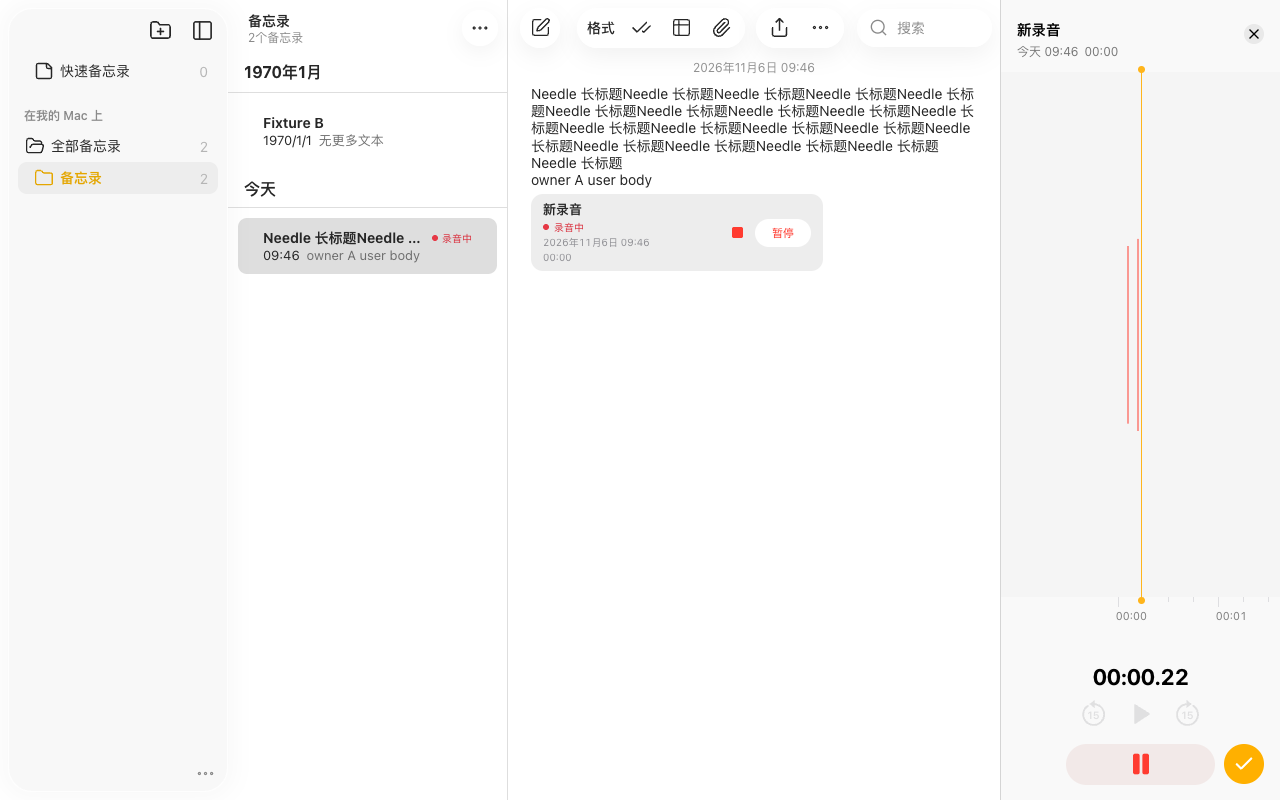 快速备忘录 0
在我的 Mac 上
全部备忘录 2
备忘录 2
备忘录
2个备忘录
1970年1月
Fixture B
1970/1/1 无更多文本
今天
Needle 长标题Needle ... 录音中
09:46 owner A user body
格式
搜索
2026年11月6日 09:46
Needle 长标题Needle 长标题Needle 长标题Needle 长标题Needle 长标
题Needle 长标题Needle 长标题Needle 长标题Needle 长标题Needle 长
标题Needle 长标题Needle 长标题Needle 长标题Needle 长标题Needle
长标题Needle 长标题Needle 长标题Needle 长标题Needle 长标题
Needle 长标题
owner A user body
新录音
录音中
2026年11月6日 09:46
00:00
暂停
新录音
今天 09:46 00:00
00:00 00:01
00:00.22
15 15